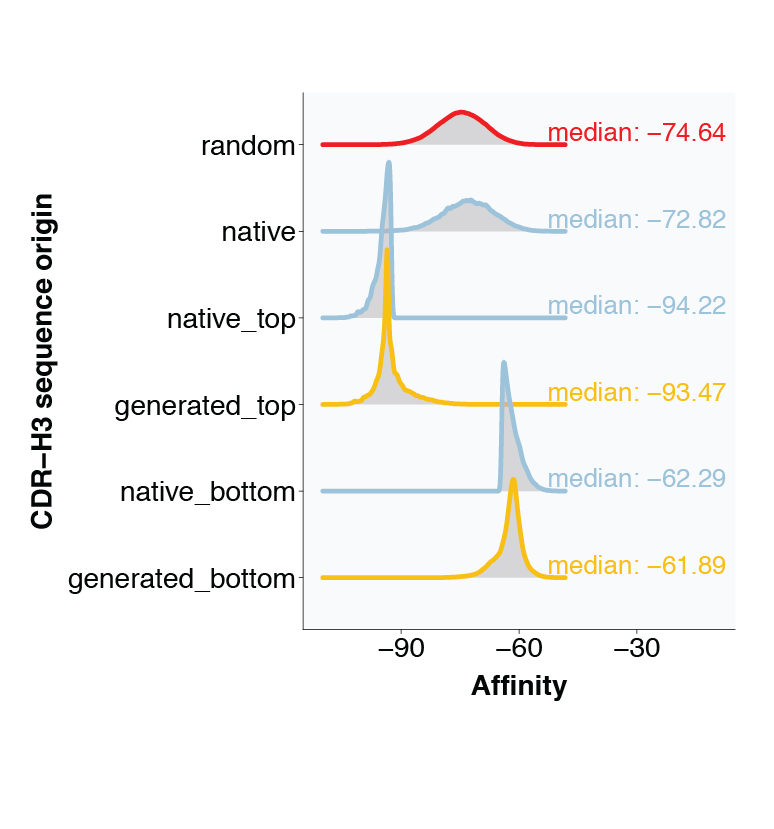 CDR–H3 sequence origin
random
median: –74.64
native
median: –72.82
native_top
median: –94.22
generated_top
median: –93.47
native_bottom
median: –62.29
generated_bottom
median: –61.89
–90 –60 –30
Affinity